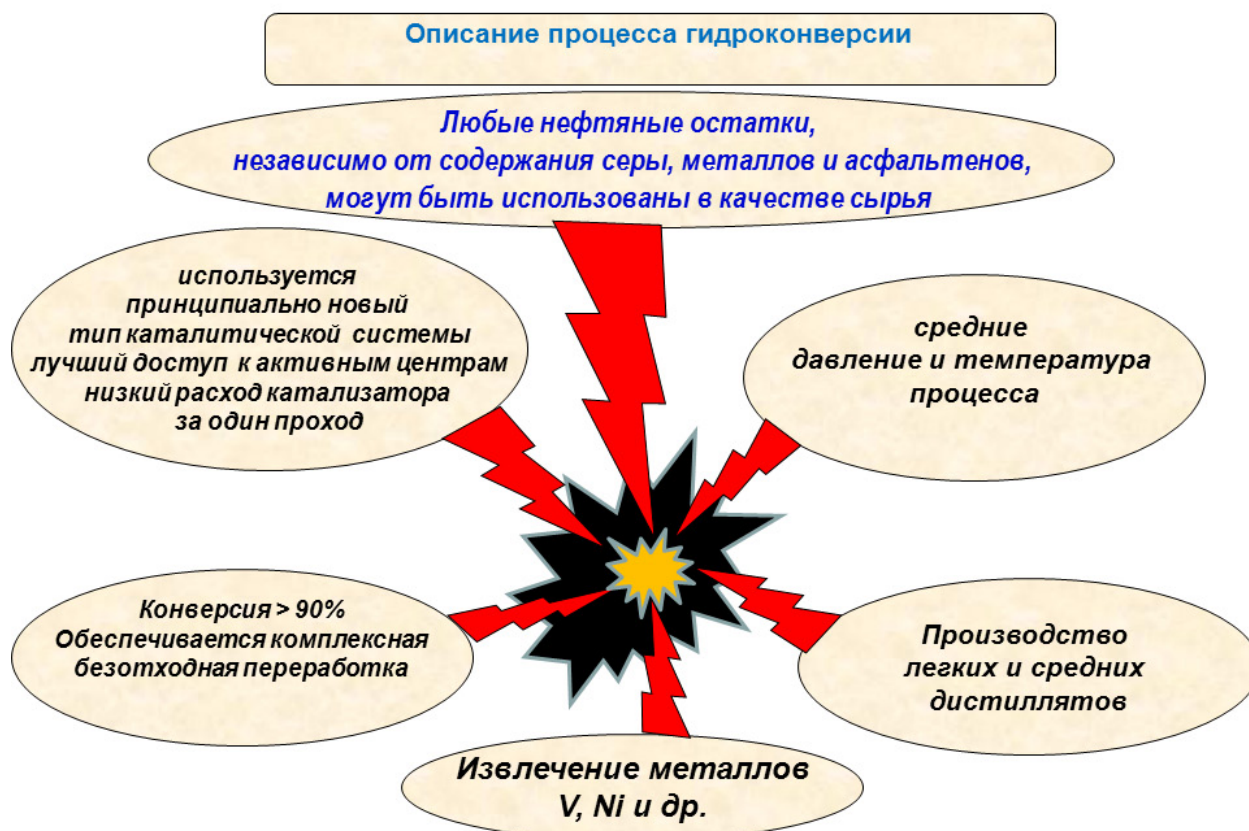 Описание процесса гидроконверсии
Любые нефтяные остатки,
независимо от содержания серы, металлов и асфальтенов,
могут быть использованы в качестве сырья
используется
принципиально новый
тип каталитической системы
лучший доступ к активным центрам
низкий расход катализатора
за один проход
средние
давление и температура
процесса
Конверсия > 90%
Обеспечивается комплексная
безотходная переработка
Производство
легких и средних
дистиллятов
Извлечение металлов
V, Ni и др.